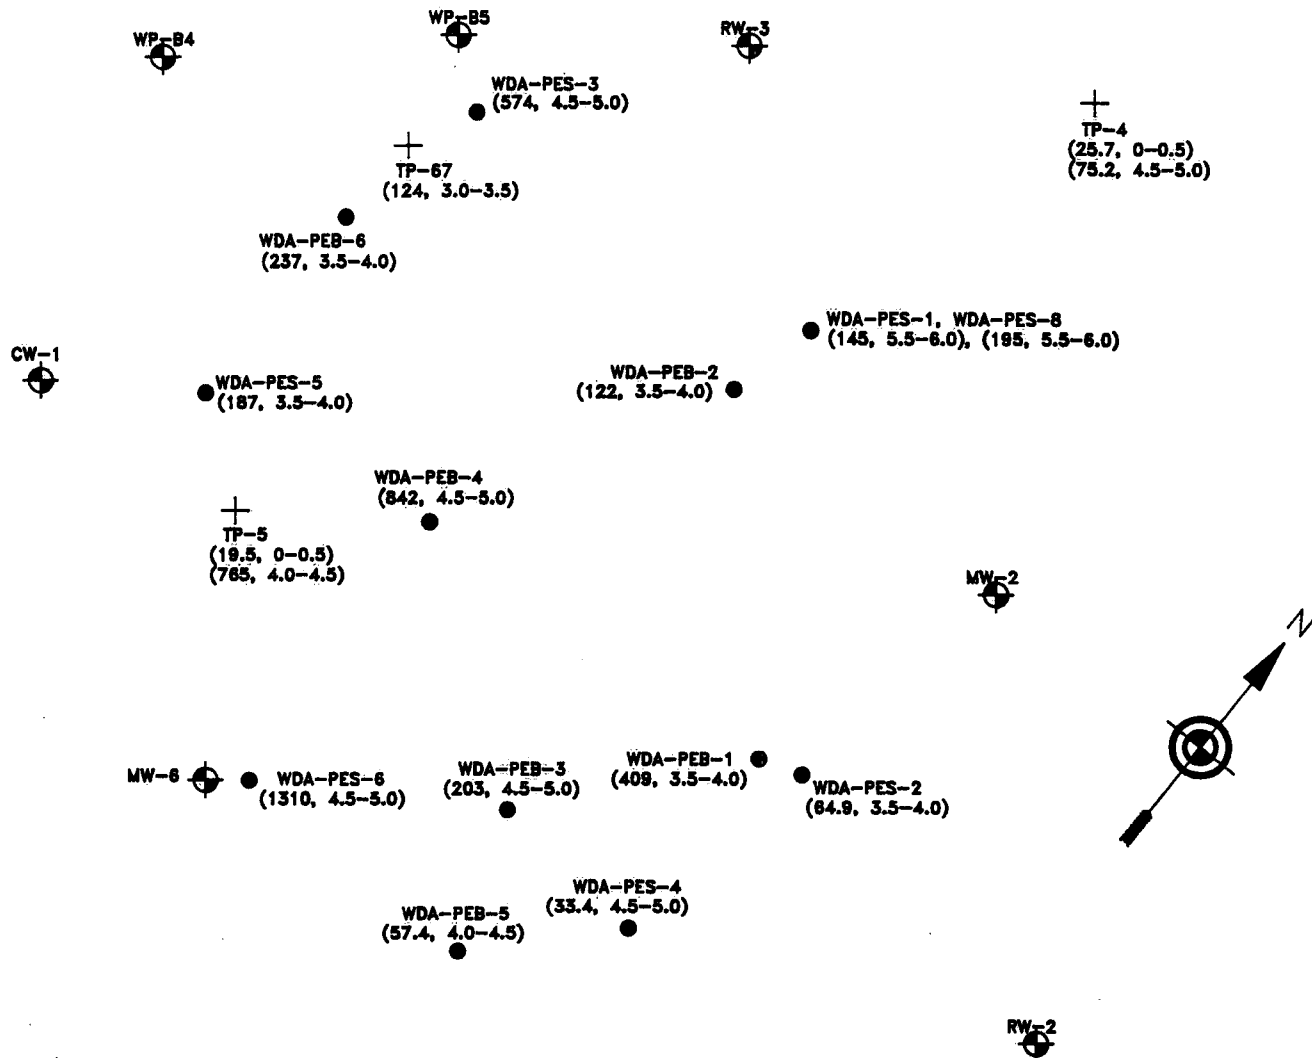 WP-B4
WP-B5
RW-3
WDA-PES-3
(574, 4.5-5.0)
TP-4
(25.7, 0-0.5)
(75.2, 4.5-5.0)
TP-67
(124, 3.0-3.5)
WDA-PEB-6
(237, 3.5-4.0)
WDA-PES-1, WDA-PES-8
(145, 5.5-6.0), (195, 5.5-6.0)
CW-1
WDA-PES-5
(187, 3.5-4.0)
WDA-PEB-2
(122, 3.5-4.0)
WDA-PEB-4
(842, 4.5-5.0)
TP-5
(19.5, 0-0.5)
(765, 4.0-4.5)
MW-2
N
MW-6
WDA-PES-6
(1310, 4.5-5.0)
WDA-PEB-3
(203, 4.5-5.0)
WDA-PEB-1
(409, 3.5-4.0)
WDA-PES-2
(64.9, 3.5-4.0)
WDA-PES-4
(33.4, 4.5-5.0)
WDA-PEB-5
(57.4, 4.0-4.5)
RW-2